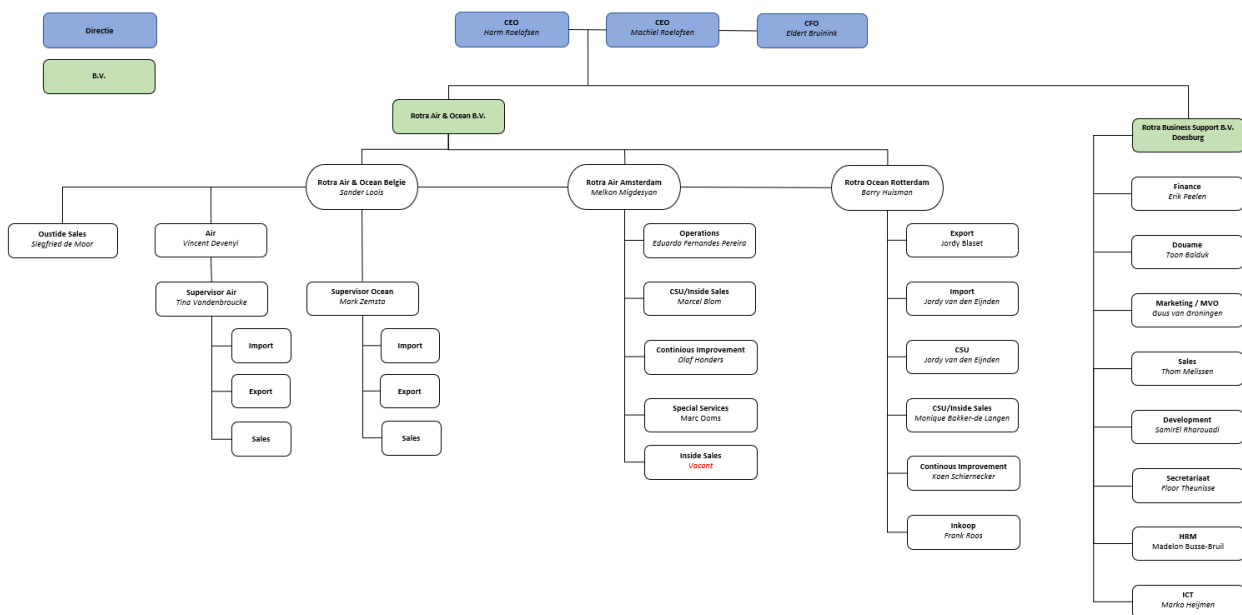 Directie
B.V.
CEO
Harm Roelofsen
CEO
Machiel Roelofsen
CFO
Eldert Bruinink
Rotra Air & Ocean B.V.
Rotra Business Support B.V.
Doesburg
Rotra Air & Ocean Belgie
Sander Loois
Rotra Air Amsterdam
Melkon Migdesyan
Rotra Ocean Rotterdam
Barry Huisman
Oustide Sales
Siegfried de Moor
Air
Vincent Devenyi
Supervisor Air
Tina Vandenbroucke
Import
Export
Sales
Supervisor Ocean
Mark Zemsta
Import
Export
Sales
Operations
Eduardo Fernandes Pereira
CSU/Inside Sales
Marcel Blom
Continious Improvement
Olaf Honders
Special Services
Marc Ooms
Inside Sales
Vacant
Export
Jordy Blaset
Import
Jordy van den Eijnden
CSU
Jordy van den Eijnden
CSU/Inside Sales
Monique Bakker-de Langen
Continous Improvement
Koen Schiernecker
Inkoop
Frank Roos
Finance
Erik Peelen
Douame
Toon Balduk
Marketing / MVO
Guus van Groningen
Sales
Thom Melissen
Development
SamirEl Rharouadi
Secretariaat
Floor Theunisse
HRM
Madelon Busse-Bruil
ICT
Marko Heijmen